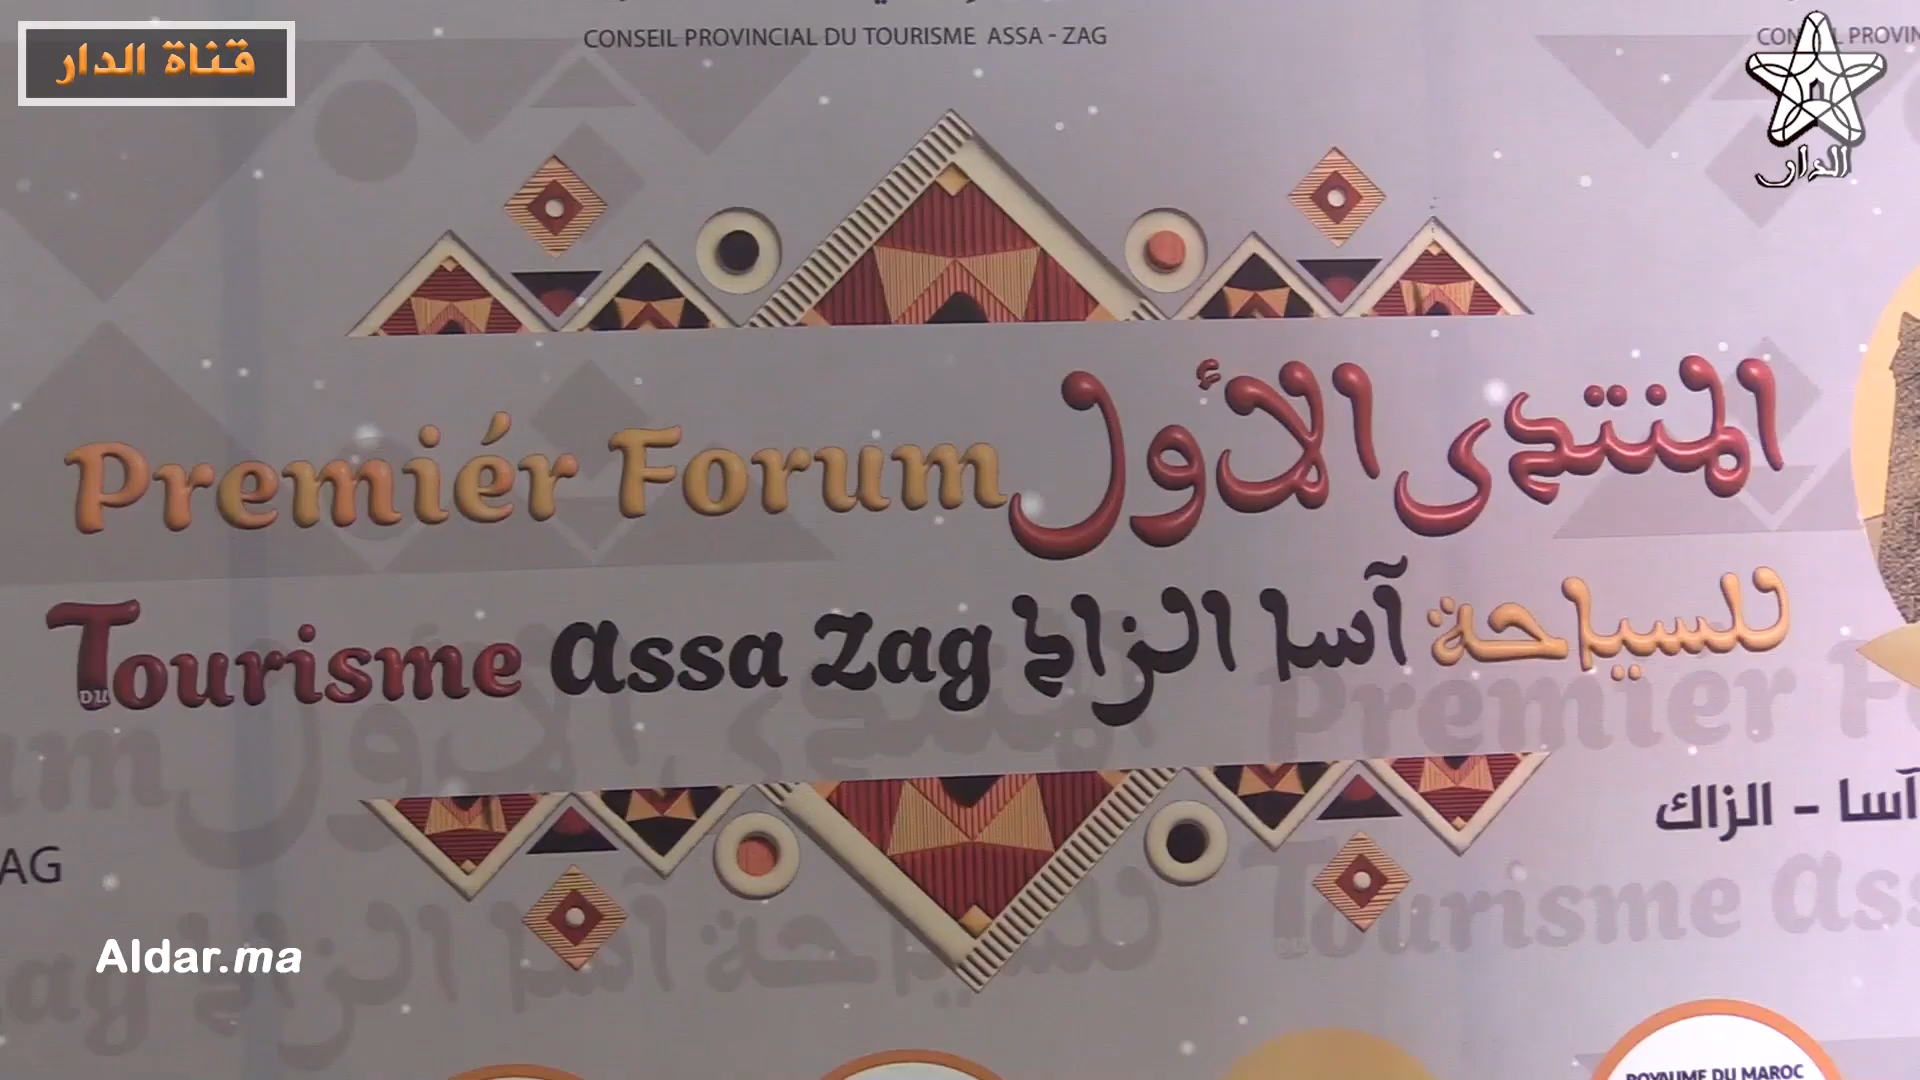 قناة الدار
CONSEIL PROVINCIAL DU TOURISME ASSA - ZAG
الدار
Premiér Forum المنتدى الأول
DU Tourisme Assa Zag للسياحة آسا الزاك
آسا - الزاك
AG
Aldar.ma
ROYAUME DU MAROC